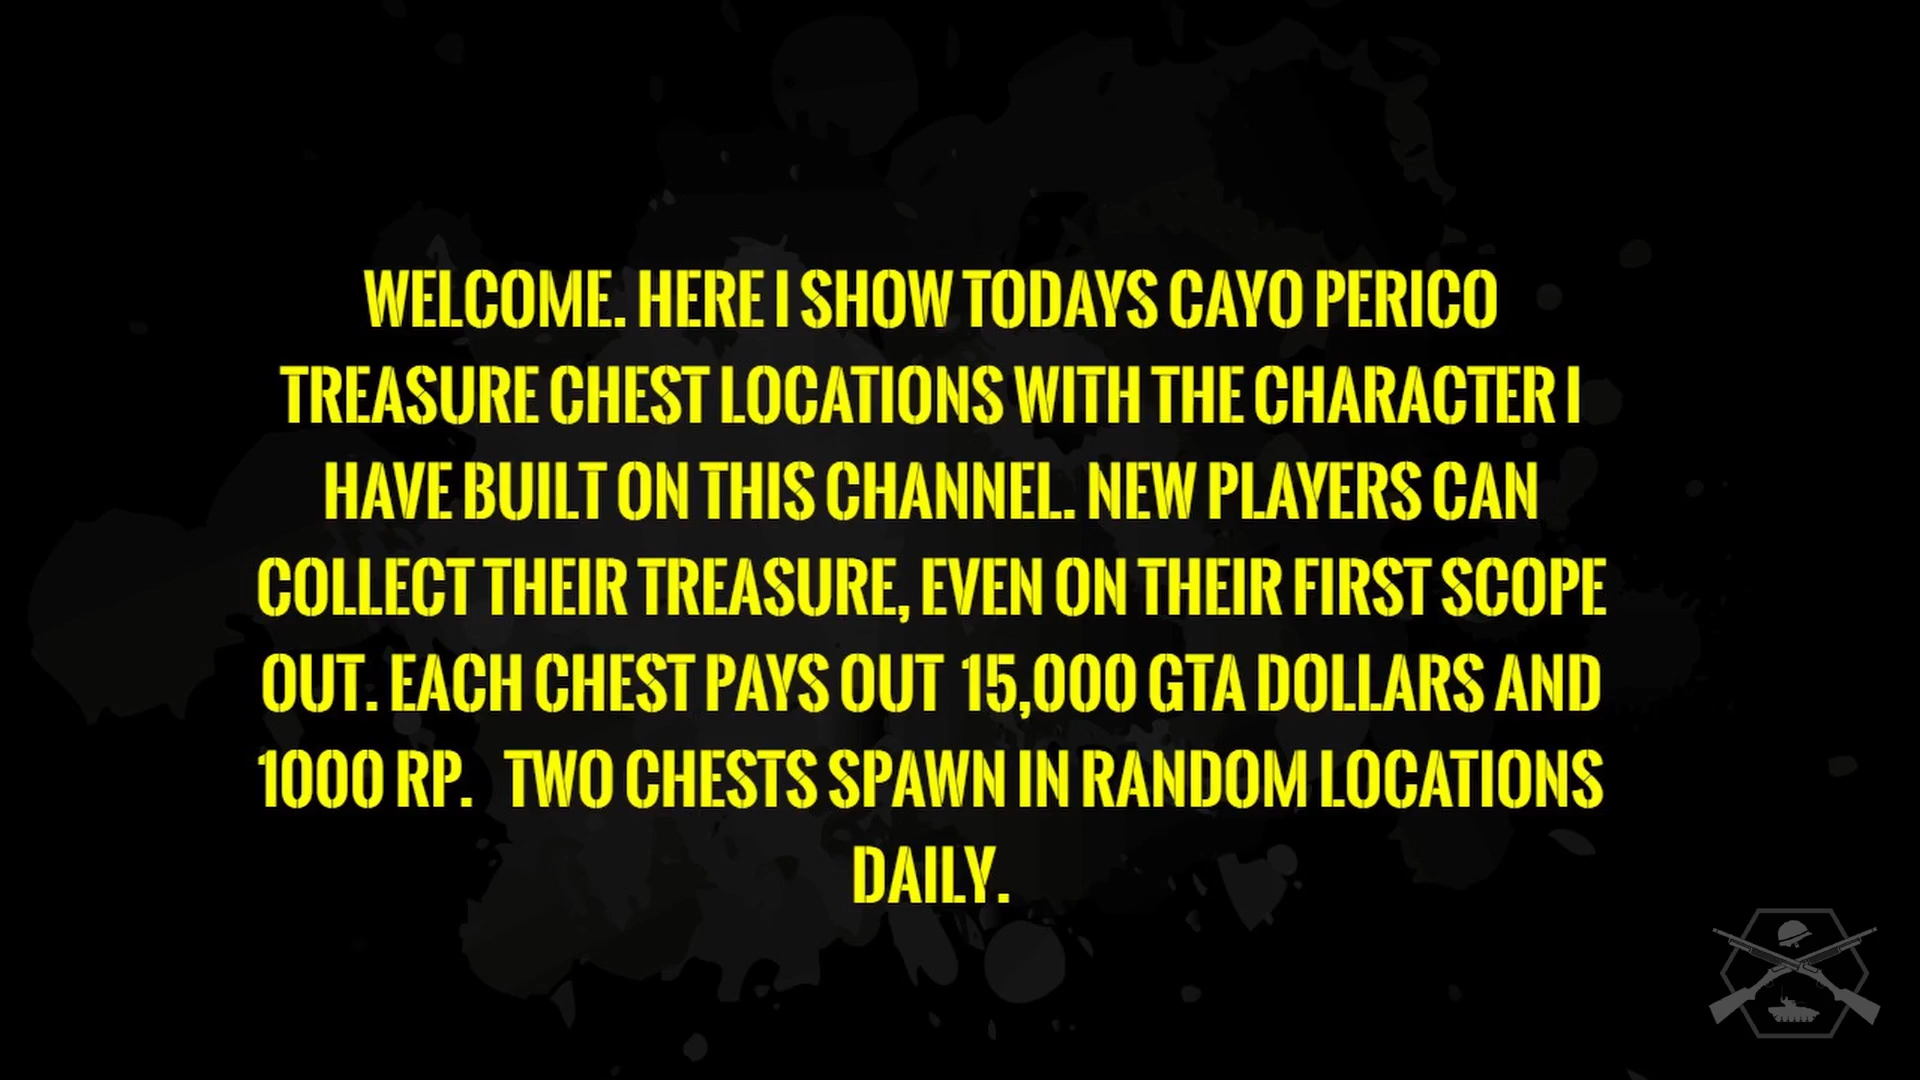 WELCOME. HERE I SHOW TODAYS CAYO PERICO
TREASURE CHEST LOCATIONS WITH THE CHARACTER I
HAVE BUILT ON THIS CHANNEL. NEW PLAYERS CAN
COLLECT THEIR TREASURE, EVEN ON THEIR FIRST SCOPE
OUT. EACH CHEST PAYS OUT 15,000 GTA DOLLARS AND
1000 RP. TWO CHESTS SPAWN IN RANDOM LOCATIONS
DAILY.